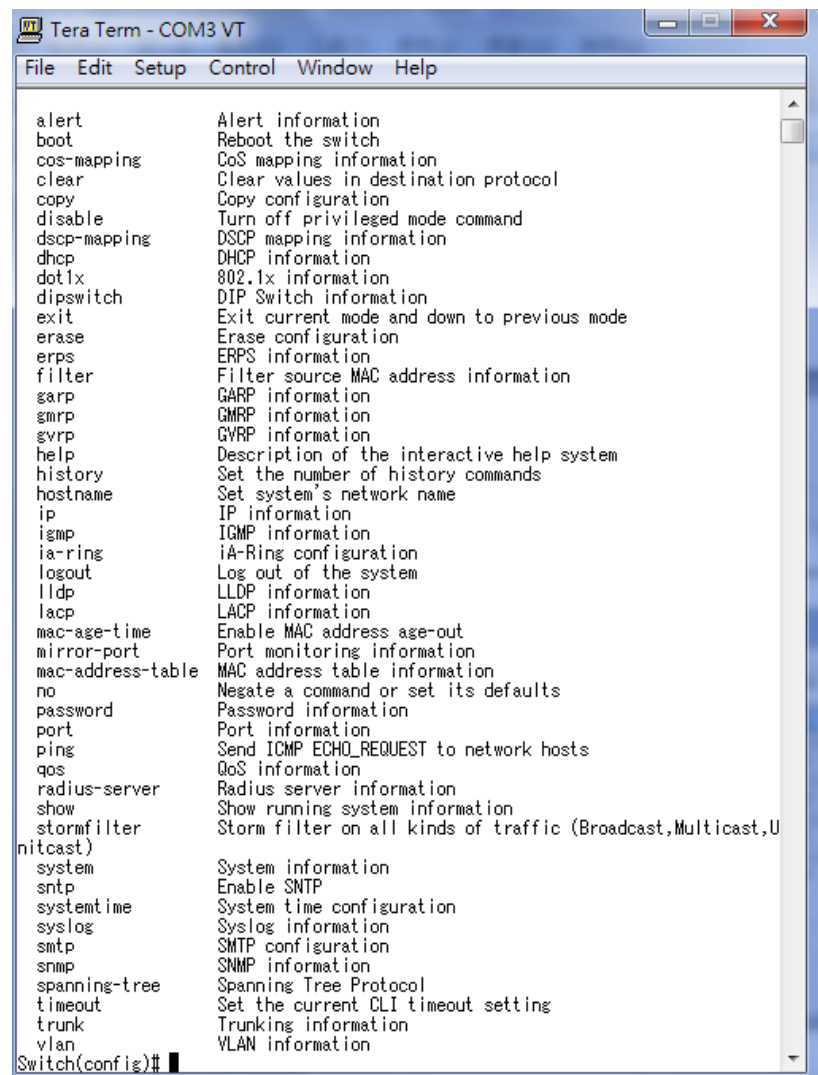 Tera Term - COM3 VT
File Edit Setup Control Window Help
alert Alert information
boot Reboot the switch
cos-mapping CoS mapping information
clear Clear values in destination protocol
copy Copy configuration
disable Turn off privileged mode command
dscp-mapping DSCP mapping information
dhcp DHCP information
dot1x 802.1x information
dipswitch DIP Switch information
exit Exit current mode and down to previous mode
erase Erase configuration
erps ERPS information
filter Filter source MAC address information
garp GARP information
gmrp GMRP information
gvrp GVRP information
help Description of the interactive help system
history Set the number of history commands
hostname Set system's network name
ip IP information
igmp IGMP information
ia-ring iA-Ring configuration
logout Log out of the system
lldp LLDP information
lacp LACP information
mac-age-time Enable MAC address age-out
mirror-port Port monitoring information
mac-address-table MAC address table information
no Negate a command or set its defaults
password Password information
port Port information
ping Send ICMP ECHO_REQUEST to network hosts
qos QoS information
radius-server Radius server information
show Show running system information
stormfilter Storm filter on all kinds of traffic (Broadcast,Multicast,U
nitcast)
system System information
sntp Enable SNTP
systemtime System time configuration
syslog Syslog information
smtp SMTP configuration
snmp SNMP information
spanning-tree Spanning Tree Protocol
timeout Set the current CLI timeout setting
trunk Trunking information
vlan VLAN information
Switch(config)#